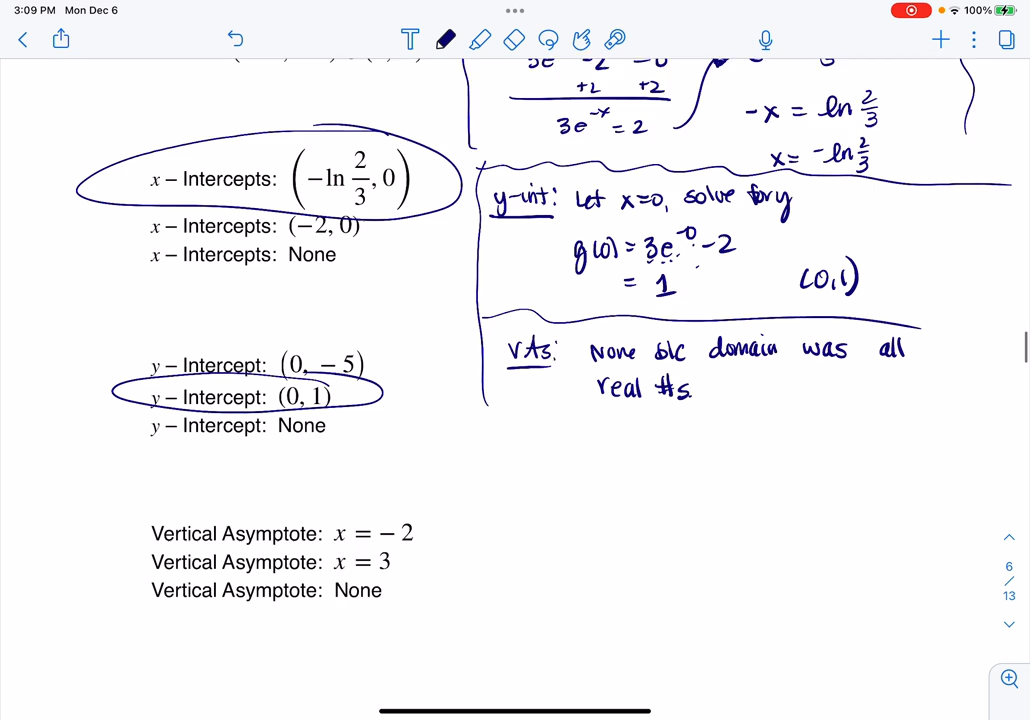 3:09 PM Mon Dec 6
100%
+2 +2
3e^{-x} = 2
-x = ln 2/3
x = -ln 2/3
x – Intercepts: (−ln 2/3, 0)
x – Intercepts: (−2, 0)
x – Intercepts: None
y-int: Let x=0, solve for y
g(0) = 3e^{-0} - 2
= 1 (0,1)
VAs: None b/c domain was all
real #s.
y – Intercept: (0, − 5)
y – Intercept: (0, 1)
y – Intercept: None
Vertical Asymptote: x = − 2
Vertical Asymptote: x = 3
Vertical Asymptote: None
6
/
13